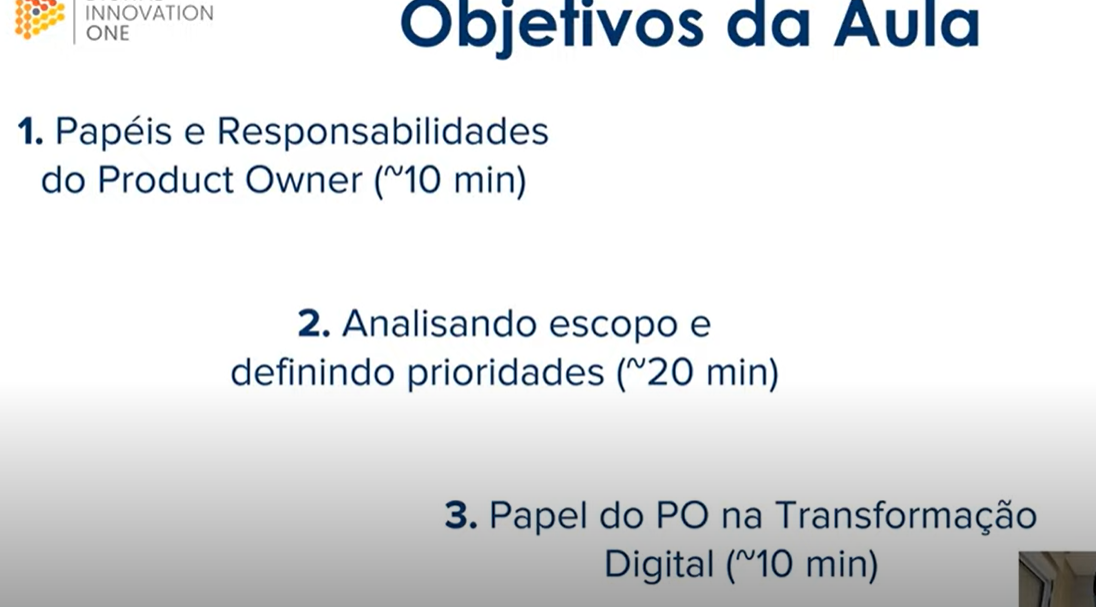 INNOVATION
ONE
Objetivos da Aula
1. Papéis e Responsabilidades
do Product Owner (~10 min)
2. Analisando escopo e
definindo prioridades (~20 min)
3. Papel do PO na Transformação
Digital (~10 min)